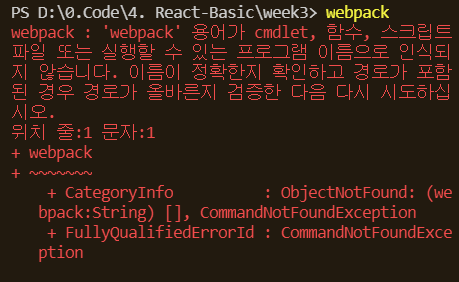 PS D:\0.Code\4. React-Basic\week3> webpack
webpack : 'webpack' 용어가 cmdlet, 함수, 스크립트
파일 또는 실행할 수 있는 프로그램 이름으로 인식되
지 않습니다. 이름이 정확한지 확인하고 경로가 포함
된 경우 경로가 올바른지 검증한 다음 다시 시도하십
시오.
위치 줄:1 문자:1
+ webpack
+ ~~~~~~~
+ CategoryInfo          : ObjectNotFound: (we
bpack:String) [], CommandNotFoundException
+ FullyQualifiedErrorId : CommandNotFoundExce
ption